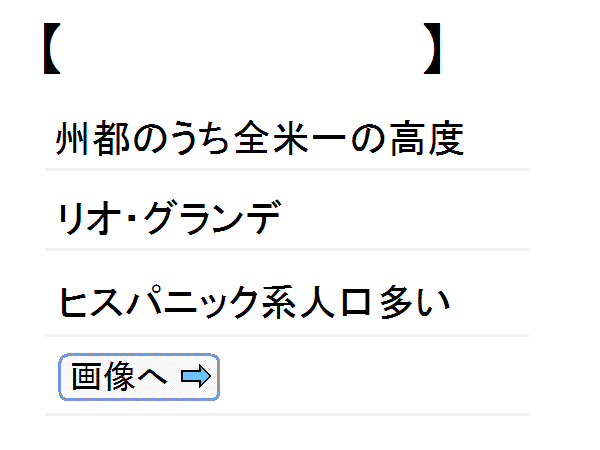 【　　　　　　　　　】
州都のうち全米一の高度
リオ・グランデ
ヒスパニック系人口多い
画像へ ⇨